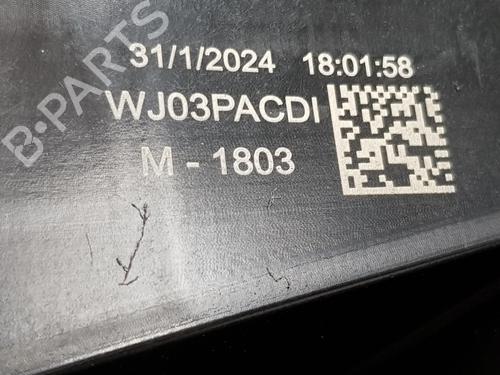 31/1/2024 18:01:58
WJ03PACDI
M - 1803
B-PARTS